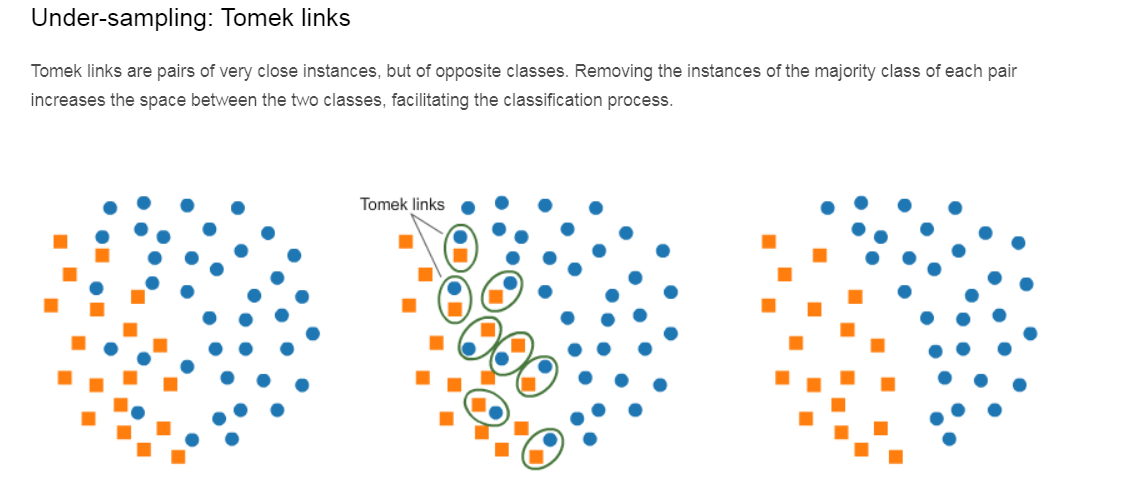 Under-sampling: Tomek links
Tomek links are pairs of very close instances, but of opposite classes. Removing the instances of the majority class of each pair
increases the space between the two classes, facilitating the classification process.
Tomek links